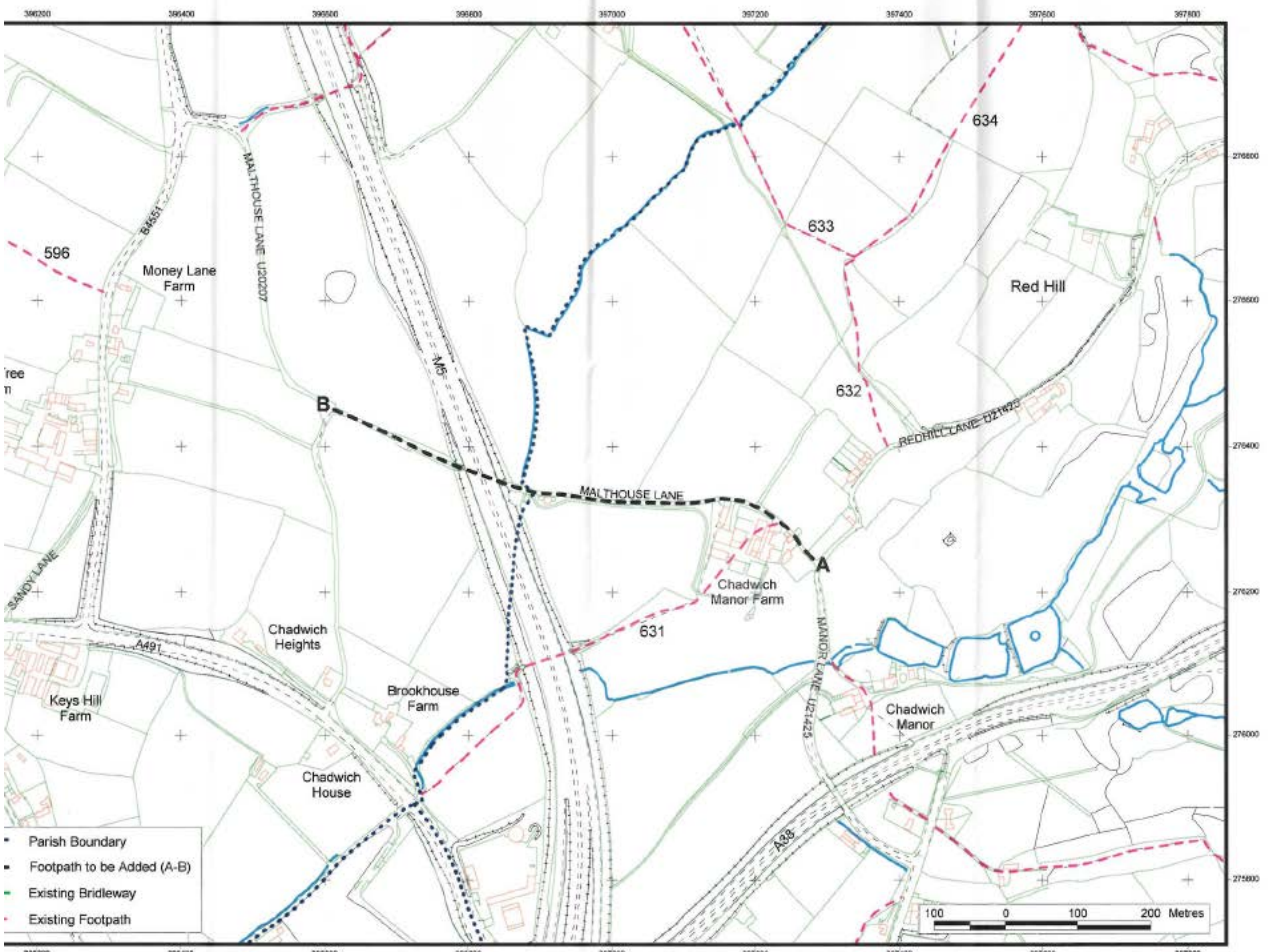 396200 396400 396600 396800 397000 397200 397400 397600 397800
634
276800
MALTHOUSE LANE U20207
B4551
633
596
Money Lane
Farm
Red Hill
276600
M5
632
B
REDHILL LANE U21425
276400
MALTHOUSE LANE
A
SANDY LANE
Chadwich
Manor Farm
276200
631
Chadwich
Heights
A491
MANOR LANE U21425
Keys Hill
Farm
Brookhouse
Farm
Chadwich
Manor
276000
Chadwich
House
A38
Parish Boundary
Footpath to be Added (A-B)
Existing Bridleway
Existing Footpath
275800
100 0 100 200 Metres